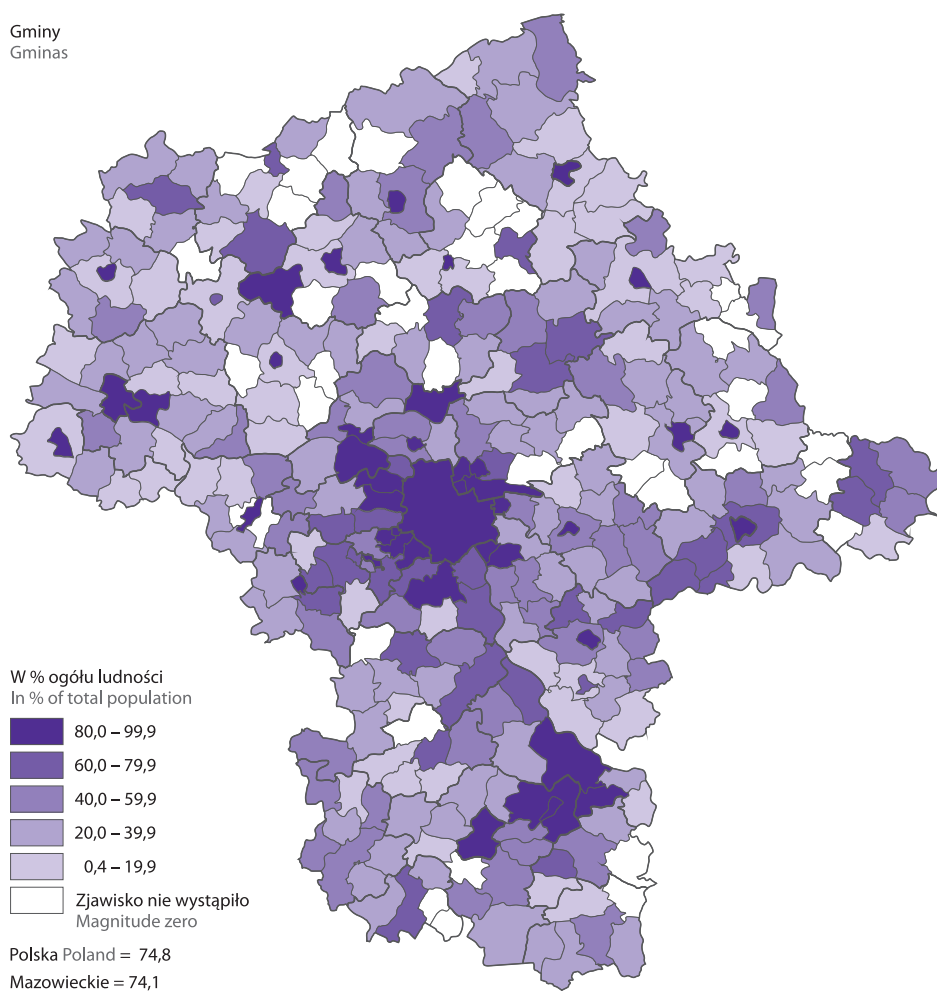 Gminy
Gminas
W % ogółu ludności
In % of total population
80,0 – 99,9
60,0 – 79,9
40,0 – 59,9
20,0 – 39,9
0,4 – 19,9
Zjawisko nie wystąpiło
Magnitude zero
Polska Poland = 74,8
Mazowieckie = 74,1